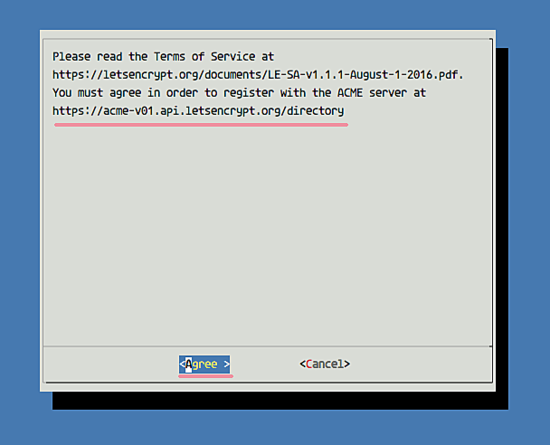 Please read the Terms of Service at
https://letsencrypt.org/documents/LE-SA-v1.1.1-August-1-2016.pdf.
You must agree in order to register with the ACME server at
https://acme-v01.api.letsencrypt.org/directory
<Agree > <Cancel>